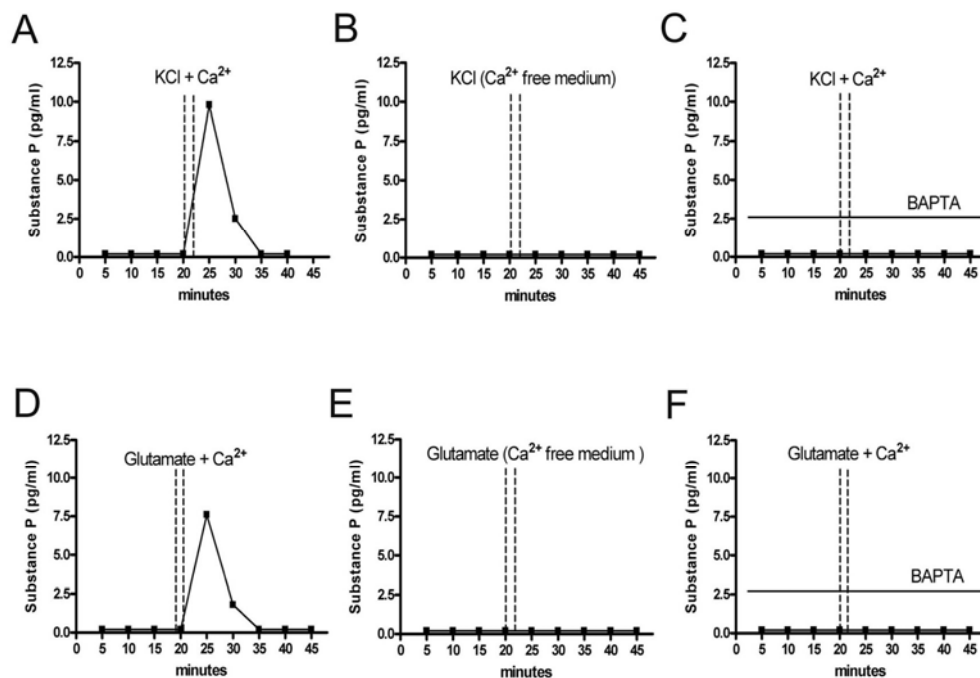 A
Substance P (pg/ml)
12.5
10.0
7.5
5.0
2.5
0.0
KCl + Ca²⁺
0 5 10 15 20 25 30 35 40 45
minutes
B
Substance P (pg/ml)
12.5
10.0
7.5
5.0
2.5
0.0
KCl (Ca²⁺ free medium)
0 5 10 15 20 25 30 35 40 45
minutes
C
Substance P (pg/ml)
12.5
10.0
7.5
5.0
2.5
0.0
KCl + Ca²⁺
BAPTA
0 5 10 15 20 25 30 35 40 45
minutes
D
Substance P (pg/ml)
12.5
10.0
7.5
5.0
2.5
0.0
Glutamate + Ca²⁺
0 5 10 15 20 25 30 35 40 45
minutes
E
Substance P (pg/ml)
12.5
10.0
7.5
5.0
2.5
0.0
Glutamate (Ca²⁺ free medium )
0 5 10 15 20 25 30 35 40 45
minutes
F
Substance P (pg/ml)
12.5
10.0
7.5
5.0
2.5
0.0
Glutamate + Ca²⁺
BAPTA
0 5 10 15 20 25 30 35 40 45
minutes